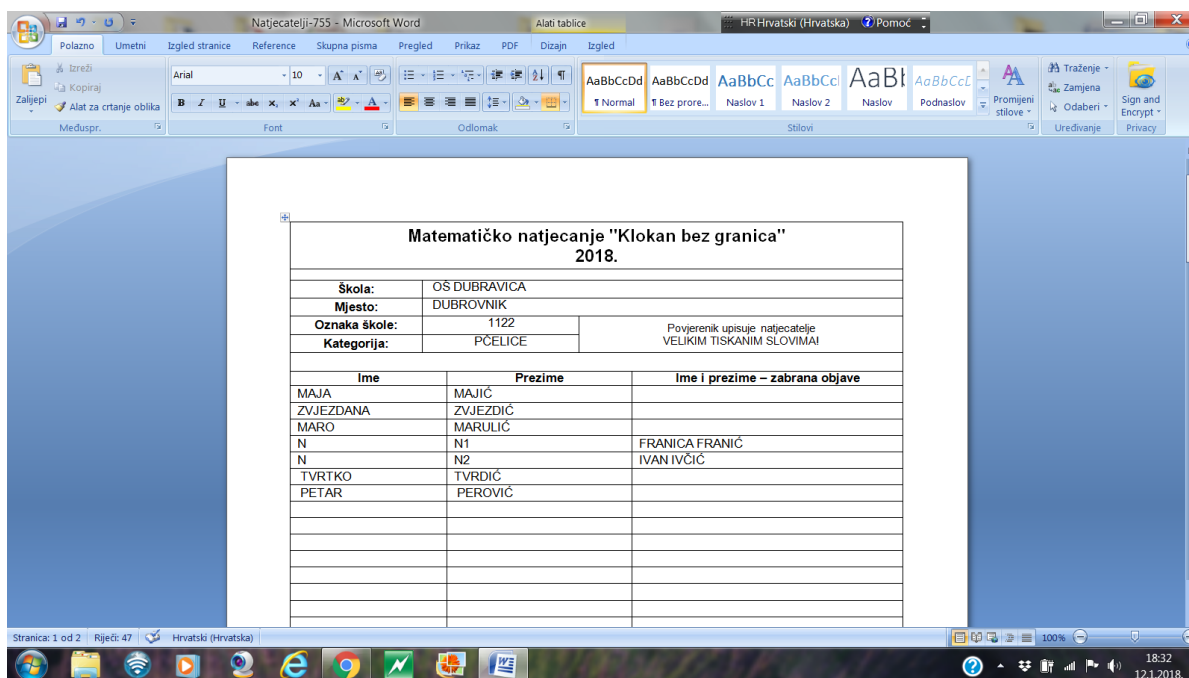 Natjecatelji-755 - Microsoft Word
Alati tablice
HR Hrvatski (Hrvatska) Pomoć
Polazno Umetni Izgled stranice Reference Skupna pisma Pregled Prikaz PDF Dizajn Izgled
Zalijepi
Izreži
Kopiraj
Alat za crtanje oblika
Međuspr.
Arial 10
Font
Odlomak
AaBbCcDd AaBbCcDd AaBbCc AaBbCcl AaBl AaBbCcD
¶ Normal ¶ Bez prore... Naslov 1 Naslov 2 Naslov Podnaslov
Stilovi
Promijeni stilove
Traženje
Zamjena
Odaberi
Uređivanje
Sign and Encrypt
Privacy
Matematičko natjecanje "Klokan bez granica"
2018.
Škola: OŠ DUBRAVICA
Mjesto: DUBROVNIK
Oznaka škole: 1122
Kategorija: PČELICE
Povjerenik upisuje natjecatelje
VELIKIM TISKANIM SLOVIMA!
Ime Prezime Ime i prezime – zabrana objave
MAJA MAJIĆ
ZVJEZDANA ZVJEZDIĆ
MARO MARULIĆ
N N1 FRANICA FRANIĆ
N N2 IVAN IVČIĆ
TVRTKO TVRDIĆ
PETAR PEROVIĆ
Stranica: 1 od 2 Riječi: 47 Hrvatski (Hrvatska) 100%
18:32
12.1.2018.